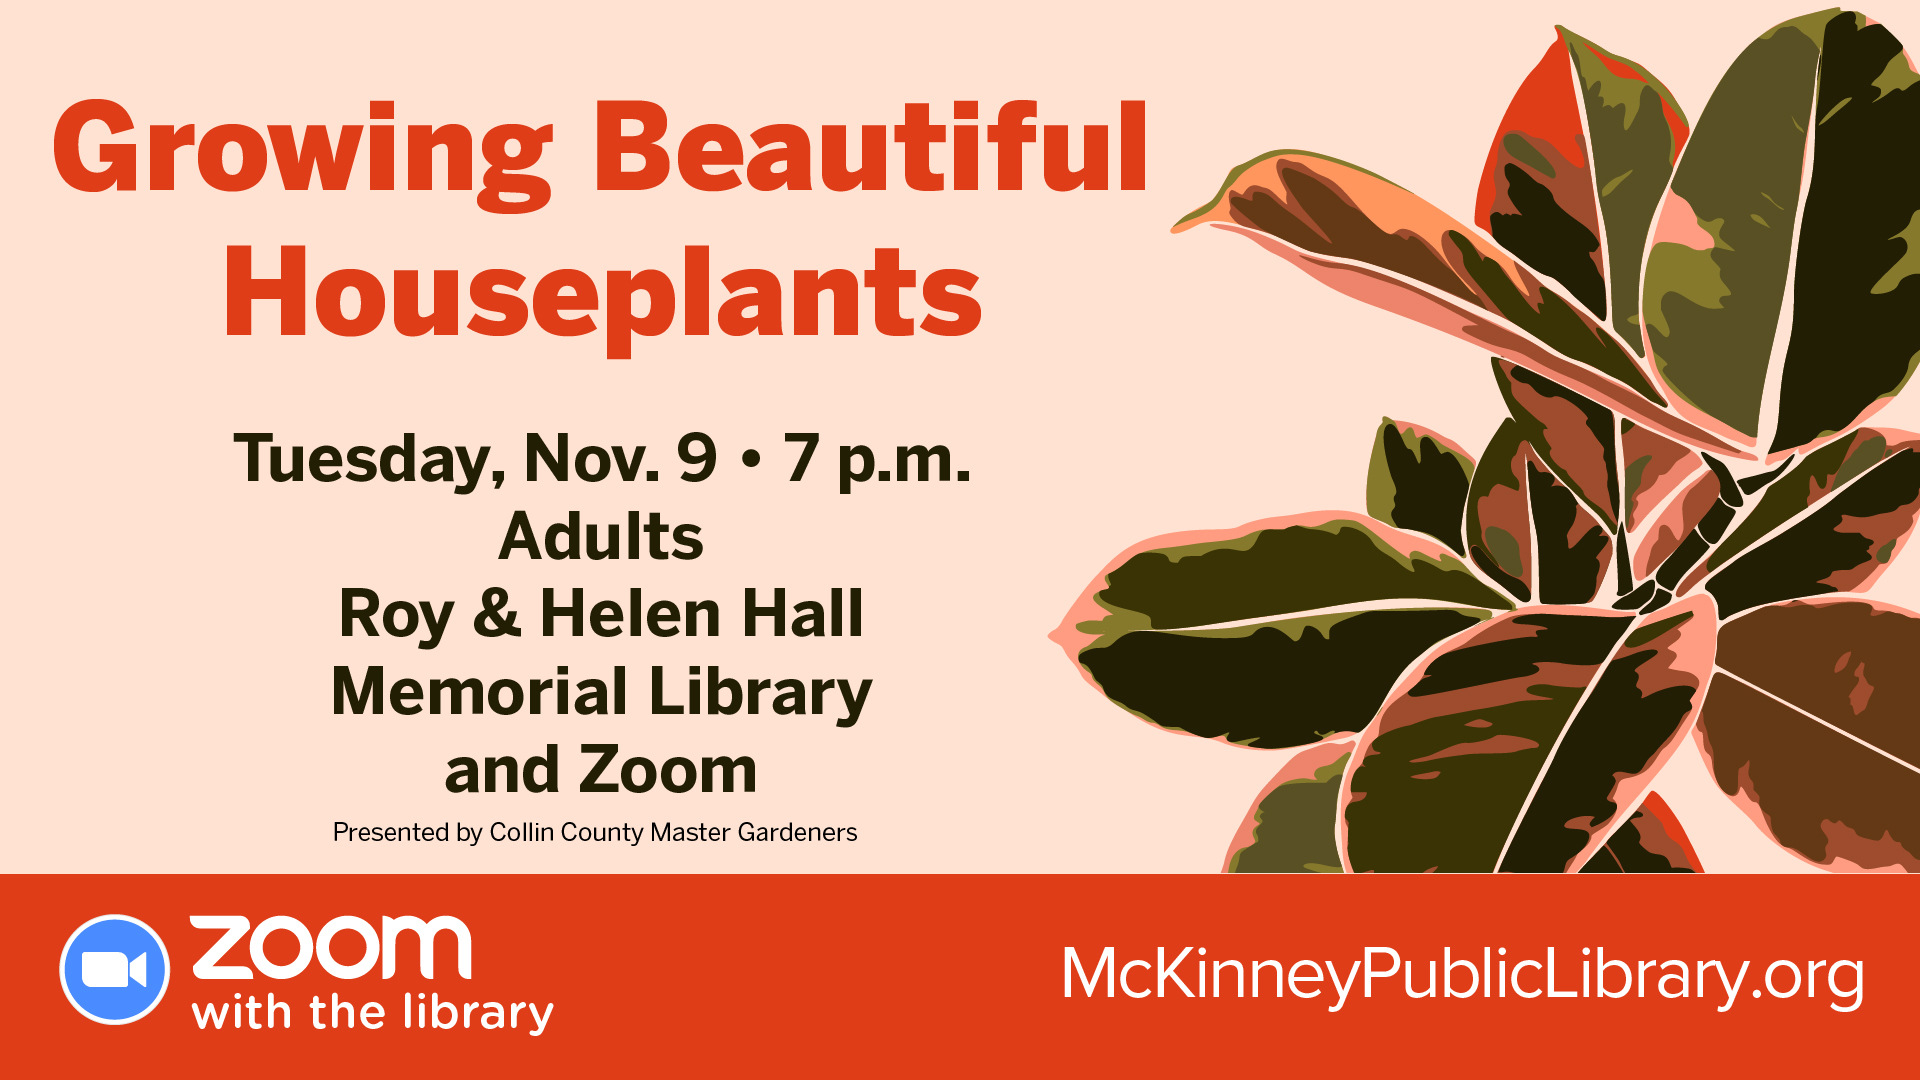 Growing Beautiful
Houseplants
Tuesday, Nov. 9 • 7 p.m.
Adults
Roy & Helen Hall
Memorial Library
and Zoom
Presented by Collin County Master Gardeners
zoom
with the library
McKinneyPublicLibrary.org